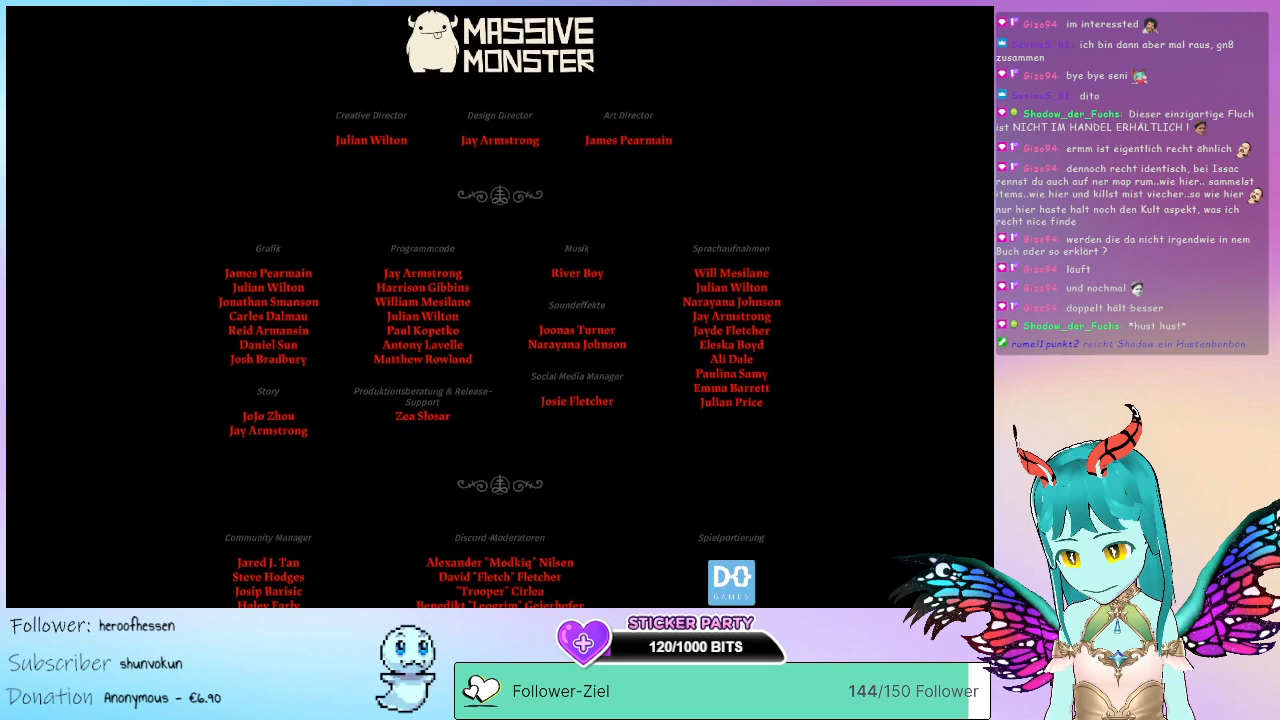 MASSIVE
MONSTER
Creative Director
Julian Wilton
Design Director
Jay Armstrong
Art Director
James Pearmain
Grafik
James Pearmain
Julian Wilton
Jonathan Smanson
Carles Dalmau
Reid Armansin
Daniel Sun
Josh Bradbury
Story
JoJo Zhou
Jay Armstrong
Programmcode
Jay Armstrong
Harrison Gibbins
William Mesilane
Julian Wilton
Paul Kopetko
Antony Lavelle
Matthew Rowland
Produktionsberatung & Release-
Support
Zea Slosar
Musik
River Boy
Soundeffekte
Joonas Turner
Narayana Johnson
Social Media Manager
Josie Fletcher
Sprachaufnahmen
Will Mesilane
Julian Wilton
Narayana Johnson
Jay Armstrong
Jayde Fletcher
Eleska Boyd
Ali Dale
Paulina Samy
Emma Barrett
Julian Price
Community Manager
Jared J. Tan
Steve Hodges
Josip Barisic
Haley Early
Discord-Moderatoren
Alexander "Modkiq" Nilsen
David "Fletch" Fletcher
"Trooper" Cirlea
Benedikt "Leogrim" Geierhofer
Spielportierung
DO
GAMES
Gizo94: im interessted
Senina5_81: ich bin dann aber mal raus, gn8
zusammen
Gizo94: bye bye seni
Senina5_81: dito
Shadow_der_Fuchs: Dieser einzigartige Fluch
ist NICHT IM HANDEL ERHÄLTLICH !
Gizo94: ermm ist eigentlich recht ähnlich
Gizo94: dennoch recht identisch, bei Issac
rennst du auch auf ner map rum..wie hier.. sammelst
items..wie hier und killst mist viecher..so wie hier
nur hier haste halt noch den Kult aspekt, was ich
recht nice finde
Gizo94: werden die da nicht irgendwie in nem
Buch oder so erklärt ?
Gizo94: läuft
Gizo94: und nochmal
Gizo94: doppelt hält besser
Shadow_der_Fuchs: *hust hust*
rumel1punkt2 reicht Shadow ein Hustenbonbon
Follower: heroofhessen
Subscriber shunvokun
Donation Anonymous - €6.90
STICKER PARTY
120/1000 BITS
Follower-Ziel
144/150 Follower